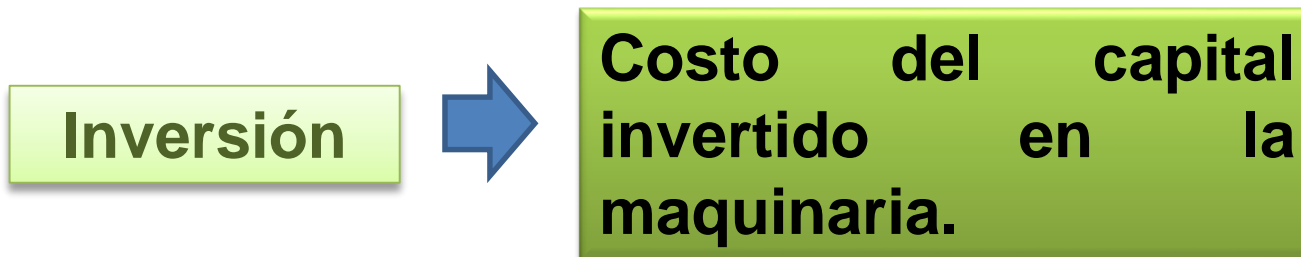 Inversión
Costo del capital
invertido en la
maquinaria.